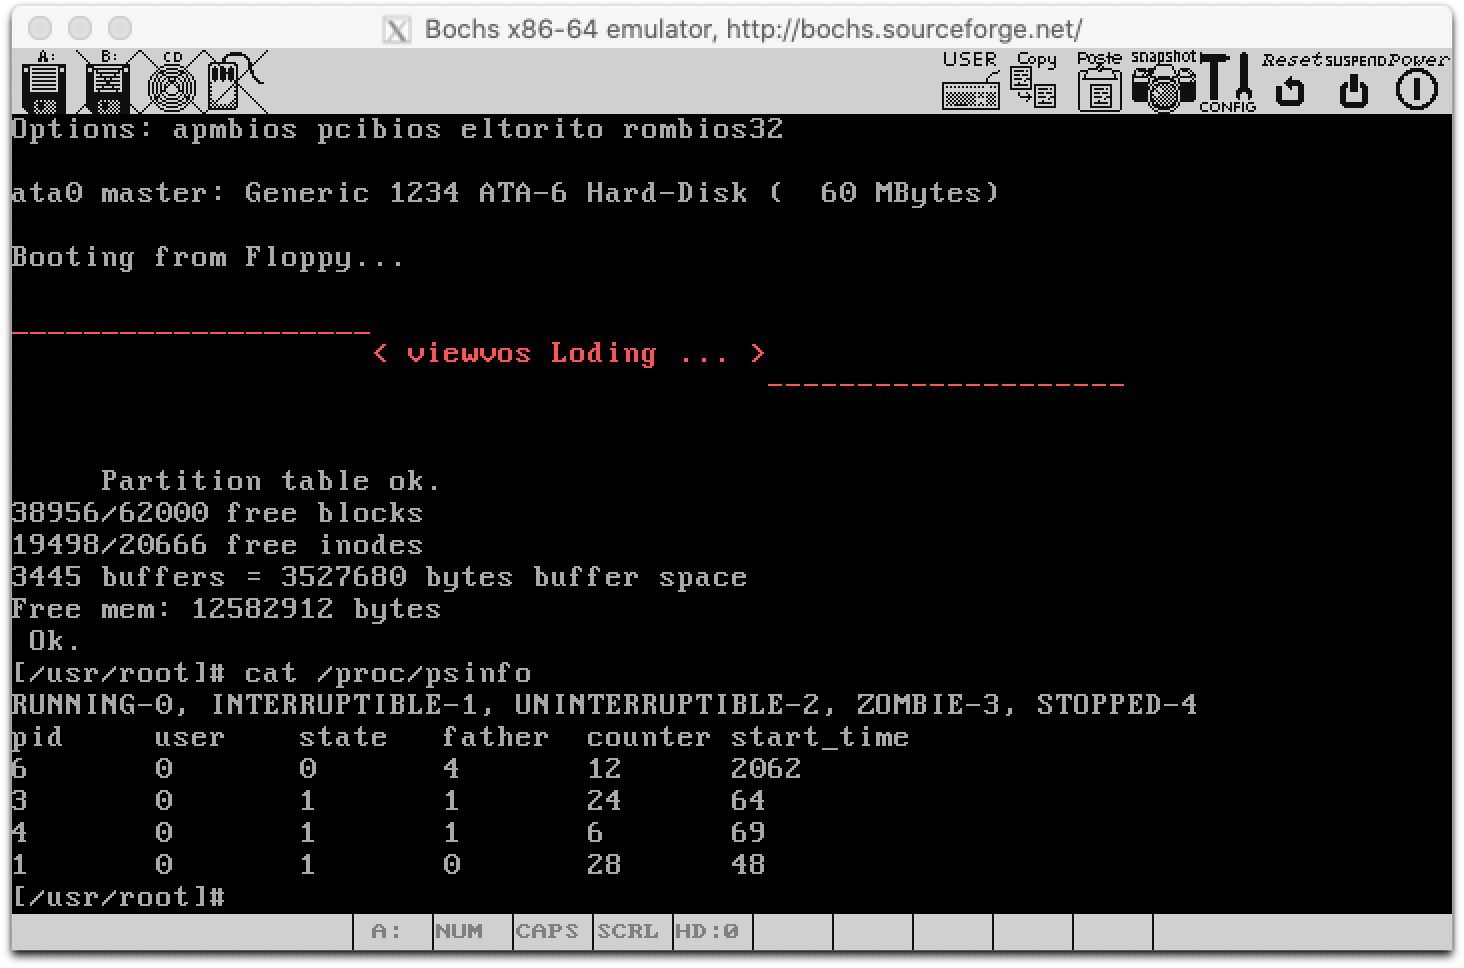 Bochs x86-64 emulator, http://bochs.sourceforge.net/
A: B: CD USER Copy Paste snapshot CONFIG Reset SUSPEND Power
Options: apmbios pcibios eltorito rombios32
ata0 master: Generic 1234 ATA-6 Hard-Disk (  60 MBytes)
Booting from Floppy...
--------------------
< viewvos Loding ... >
--------------------
Partition table ok.
38956/62000 free blocks
19498/20666 free inodes
3445 buffers = 3527680 bytes buffer space
Free mem: 12582912 bytes
Ok.
[/usr/root]# cat /proc/psinfo
RUNNING-0, INTERRUPTIBLE-1, UNINTERRUPTIBLE-2, ZOMBIE-3, STOPPED-4
pid user state father counter start_time
6 0 0 4 12 2062
3 0 1 1 24 64
4 0 1 1 6 69
1 0 1 0 28 48
[/usr/root]#
A: NUM CAPS SCRL HD:0